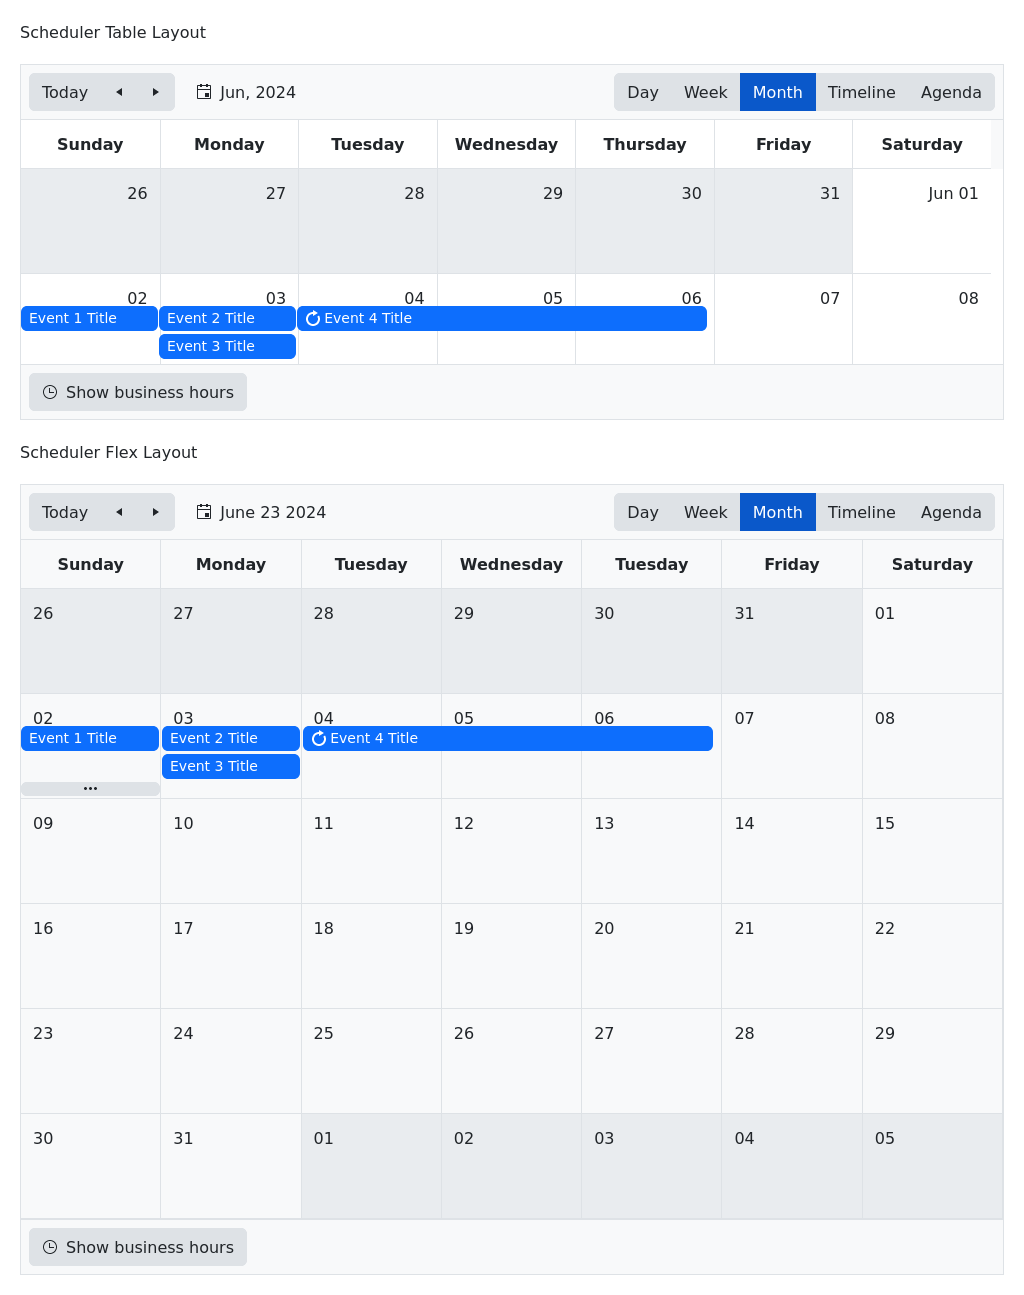 Scheduler Table Layout
Today Jun, 2024 Day Week Month Timeline Agenda
Sunday Monday Tuesday Wednesday Thursday Friday Saturday
26 27 28 29 30 31 Jun 01
02 03 04 05 06 07 08
Event 1 Title Event 2 Title Event 4 Title
Event 3 Title
Show business hours
Scheduler Flex Layout
Today June 23 2024 Day Week Month Timeline Agenda
Sunday Monday Tuesday Wednesday Tuesday Friday Saturday
26 27 28 29 30 31 01
02 03 04 05 06 07 08
Event 1 Title Event 2 Title Event 4 Title
Event 3 Title
09 10 11 12 13 14 15
16 17 18 19 20 21 22
23 24 25 26 27 28 29
30 31 01 02 03 04 05
Show business hours